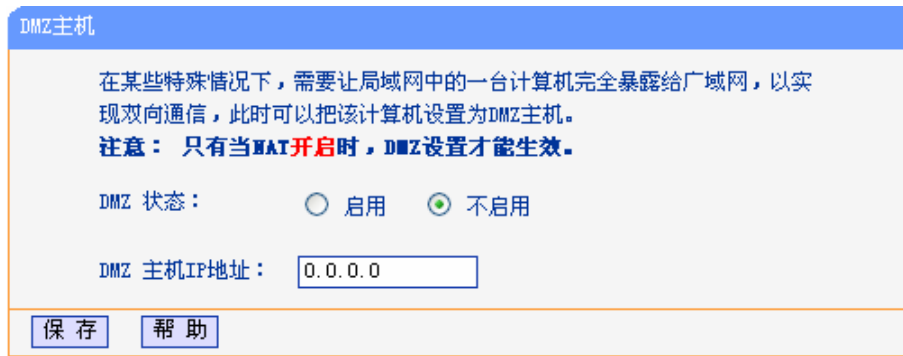 DMZ主机
在某些特殊情况下，需要让局域网中的一台计算机完全暴露给广域网，以实
现双向通信，此时可以把该计算机设置为DMZ主机。
注意： 只有当NAT开启时，DMZ设置才能生效。
DMZ 状态： 启用 不启用
DMZ 主机IP地址： 0.0.0.0
保 存 帮 助